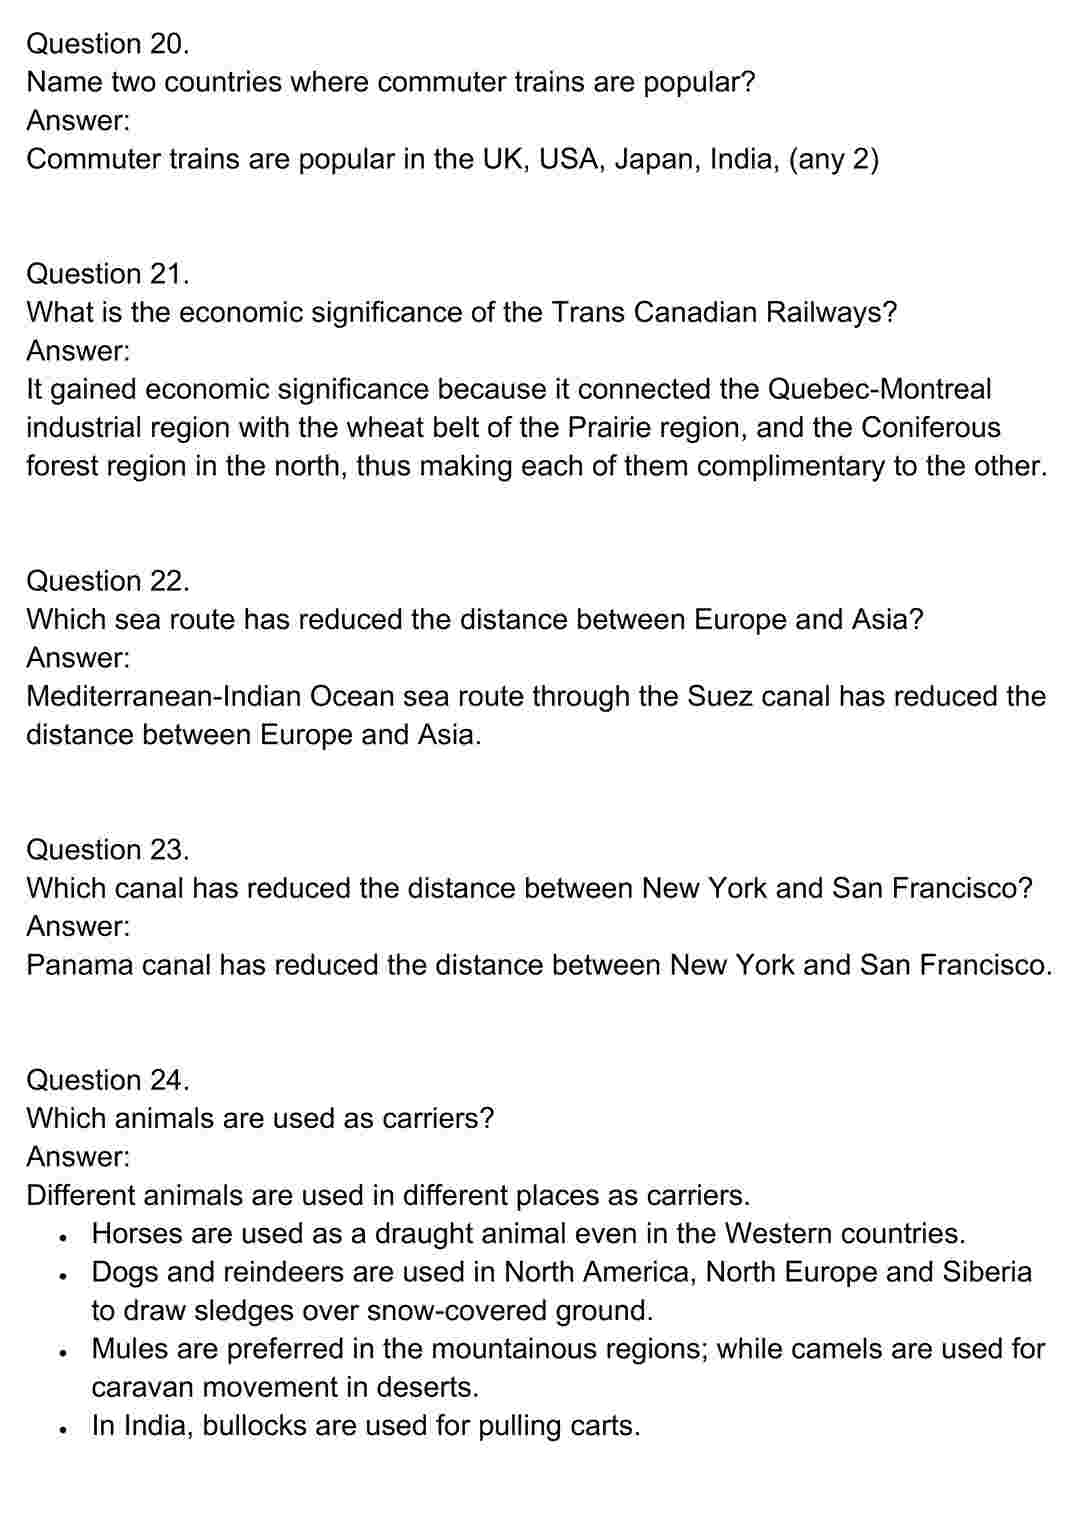 Question 20.
Name two countries where commuter trains are popular?
Answer:
Commuter trains are popular in the UK, USA, Japan, India, (any 2)
Question 21.
What is the economic significance of the Trans Canadian Railways?
Answer:
It gained economic significance because it connected the Quebec-Montreal
industrial region with the wheat belt of the Prairie region, and the Coniferous
forest region in the north, thus making each of them complimentary to the other.
Question 22.
Which sea route has reduced the distance between Europe and Asia?
Answer:
Mediterranean-Indian Ocean sea route through the Suez canal has reduced the
distance between Europe and Asia.
Question 23.
Which canal has reduced the distance between New York and San Francisco?
Answer:
Panama canal has reduced the distance between New York and San Francisco.
Question 24.
Which animals are used as carriers?
Answer:
Different animals are used in different places as carriers.
• Horses are used as a draught animal even in the Western countries.
• Dogs and reindeers are used in North America, North Europe and Siberia
to draw sledges over snow-covered ground.
• Mules are preferred in the mountainous regions; while camels are used for
caravan movement in deserts.
• In India, bullocks are used for pulling carts.